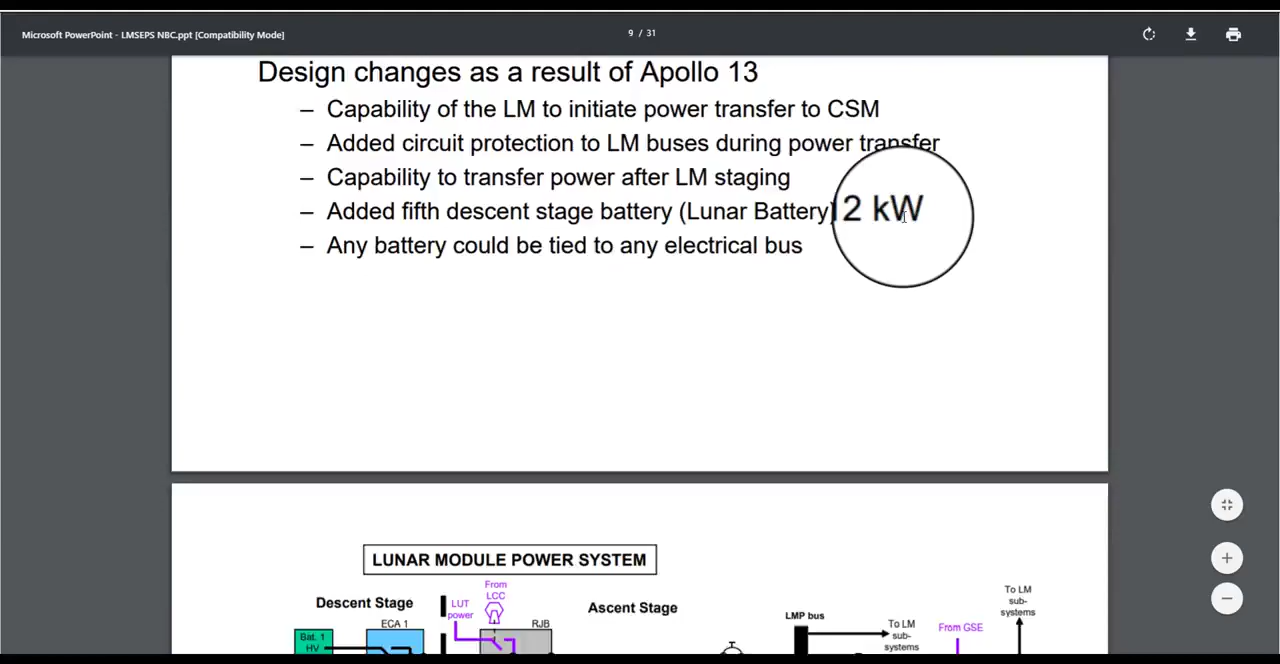 Microsoft PowerPoint - LMSEPS NBC.ppt [Compatibility Mode]
9 / 31
Design changes as a result of Apollo 13
– Capability of the LM to initiate power transfer to CSM
– Added circuit protection to LM buses during power transfer
– Capability to transfer power after LM staging
– Added fifth descent stage battery (Lunar Battery) 2 kW
– Any battery could be tied to any electrical bus
LUNAR MODULE POWER SYSTEM
Descent Stage
LUT
power
From
LCC
Ascent Stage
To LM
sub-
systems
ECA 1
RJB
LMP bus
To LM
sub-
systems
From GSE
Bat. 1
HV